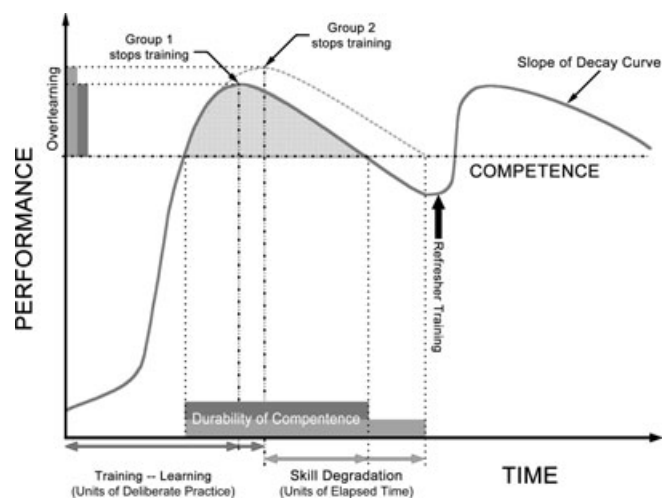 Group 1
stops training
Group 2
stops training
Slope of Decay Curve
Overlearning
PERFORMANCE
COMPETENCE
Refresher Training
Durability of Compentence
Training -- Learning
(Units of Deliberate Practice)
Skill Degradation
(Units of Elapsed Time)
TIME